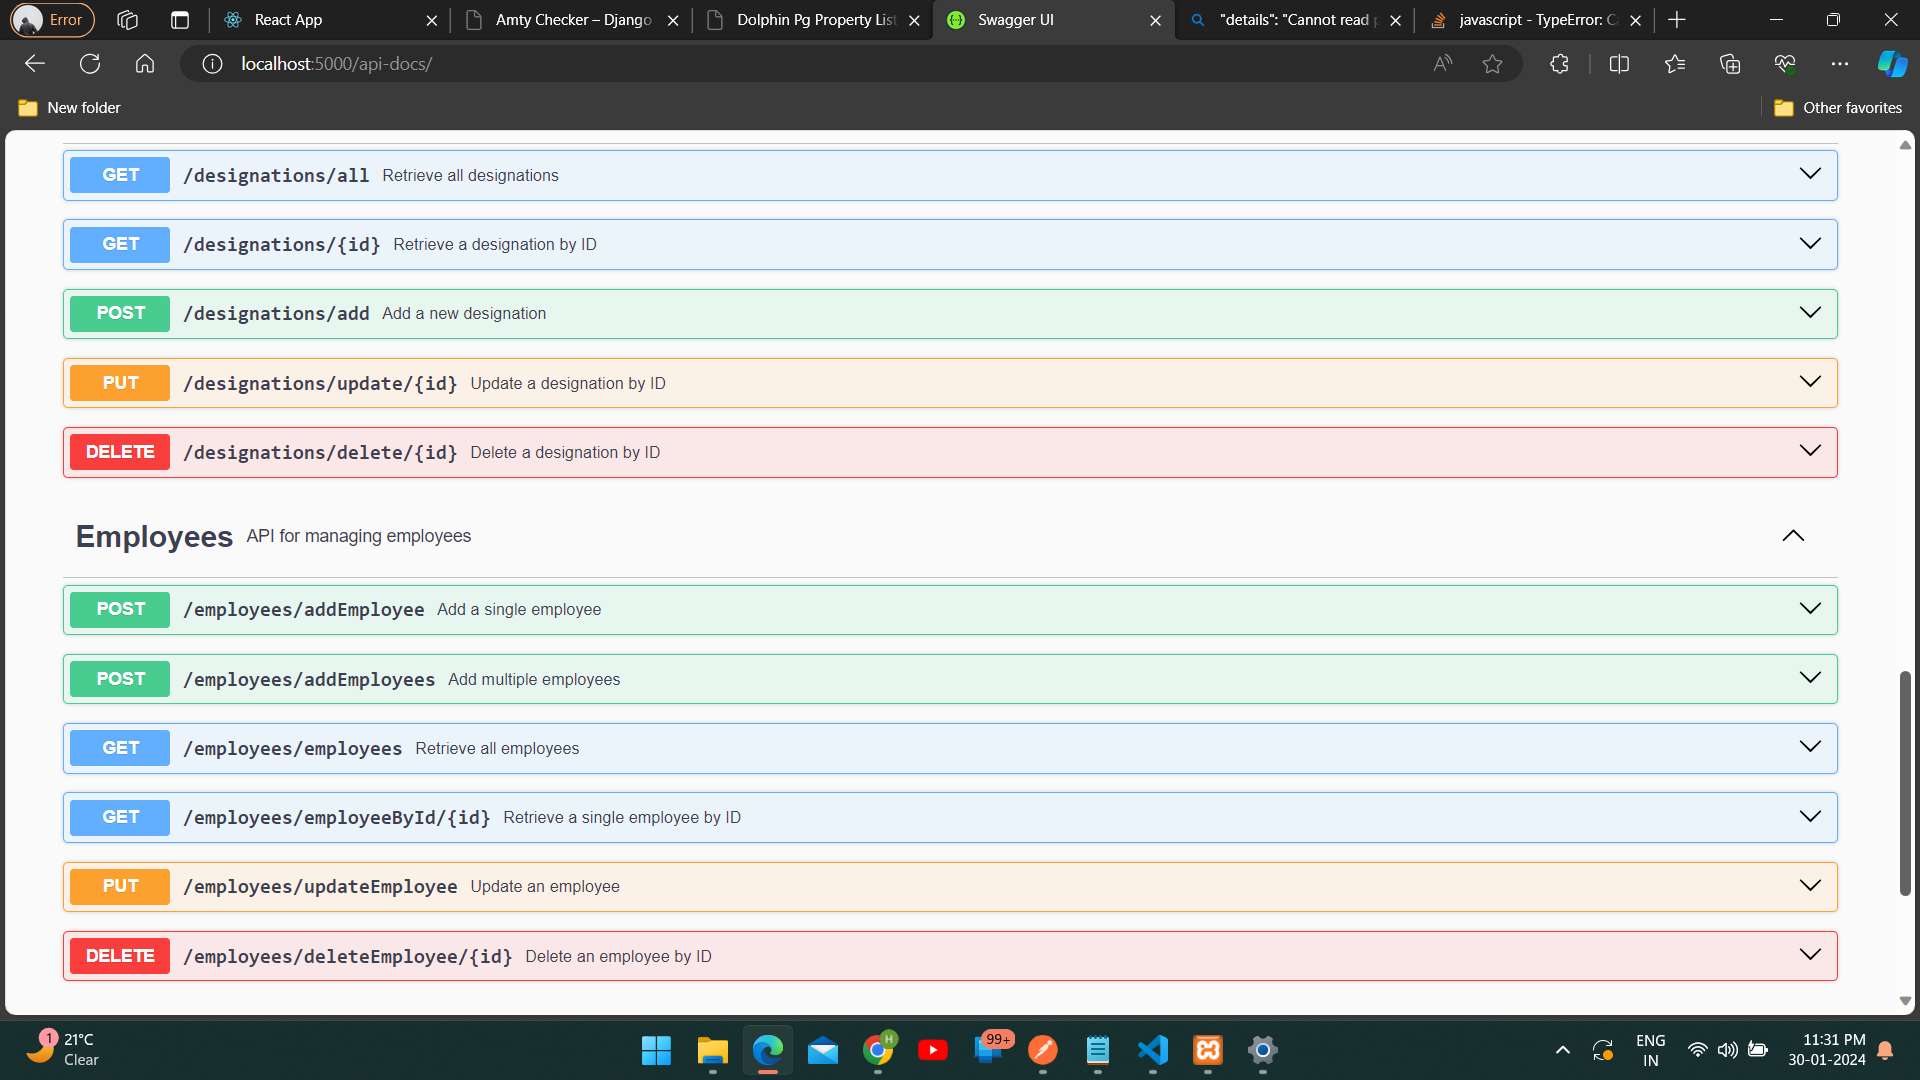 Error
React App
Amty Checker – Django
Dolphin Pg Property List
Swagger UI
"details": "Cannot read p
javascript - TypeError: C
localhost:5000/api-docs/
New folder
Other favorites
GET /designations/all Retrieve all designations
GET /designations/{id} Retrieve a designation by ID
POST /designations/add Add a new designation
PUT /designations/update/{id} Update a designation by ID
DELETE /designations/delete/{id} Delete a designation by ID
Employees API for managing employees
POST /employees/addEmployee Add a single employee
POST /employees/addEmployees Add multiple employees
GET /employees/employees Retrieve all employees
GET /employees/employeeById/{id} Retrieve a single employee by ID
PUT /employees/updateEmployee Update an employee
DELETE /employees/deleteEmployee/{id} Delete an employee by ID
1
21°C
Clear
H
99+
ENG
IN
11:31 PM
30-01-2024